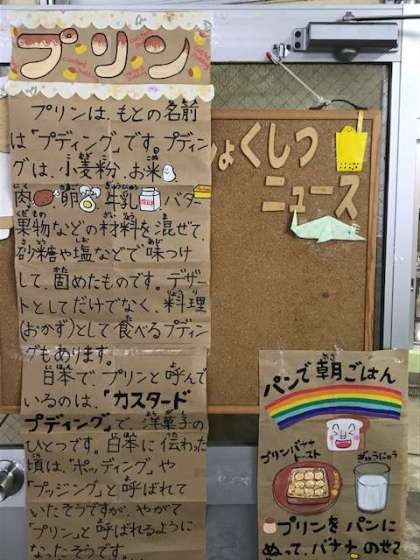 プリン
プリンは、もとの名前
は「プディング」です。プディン
グは、小麦粉、お米
肉 卵 牛乳 バター
果物などの材料を混ぜて、
砂糖や塩などで味つけ
して、固めたものです。デザー
トとしてだけでなく、料理
(おかず)として食べるプディン
グもあります。
日本で、プリンと呼んで
いるのは、「カスタード
プディング」で洋菓子の
ひとつです。日本に伝わった
頃は、“ポッディング”や
“プッジング”と呼ばれて
いたそうですが、やがて
“プリン”と呼ばれるように
なったそうです。
ょくしつ
ニュース
パンで朝ごはん
プリンバナナ
トースト
ぎゅうにゅう
プリンをパンに
ぬって、バナナのせて